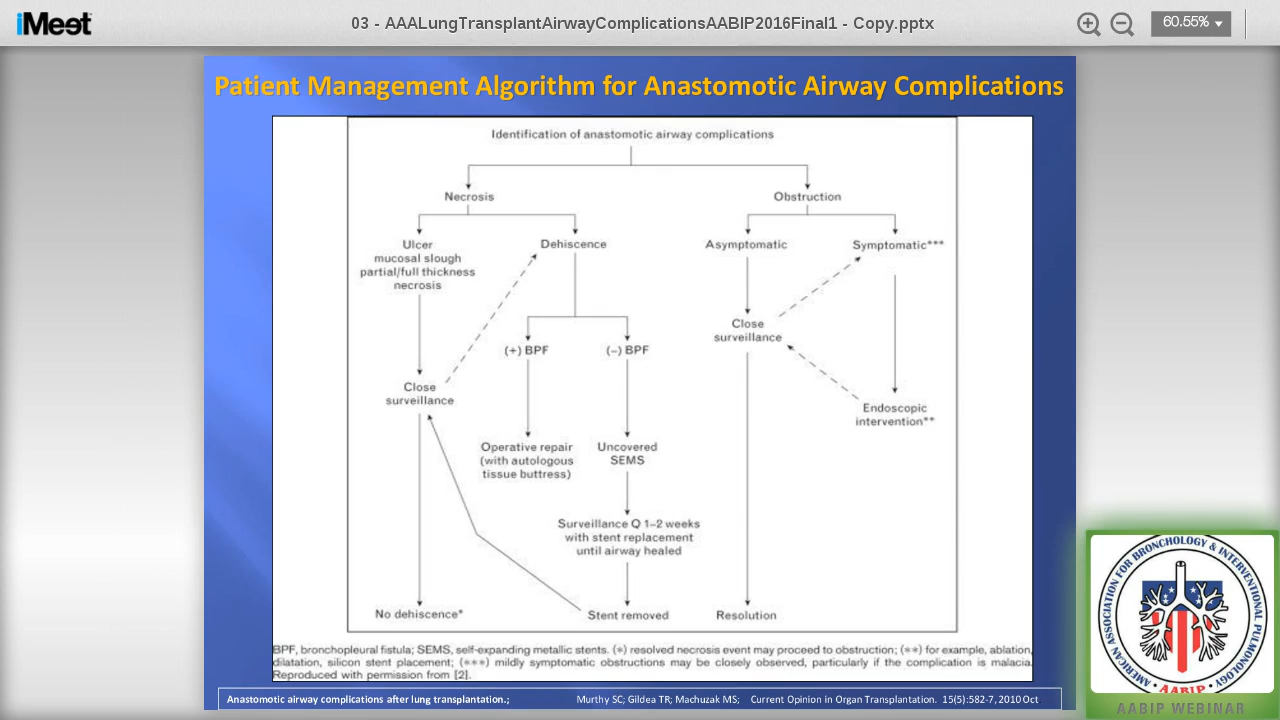 iMeet
03 - AAALungTransplantAirwayComplicationsAABIP2016Final1 - Copy.pptx
60.55%
Patient Management Algorithm for Anastomotic Airway Complications
Identification of anastomotic airway complications
Necrosis
Obstruction
Ulcer
mucosal slough
partial/full thickness
necrosis
Dehiscence
Asymptomatic
Symptomatic***
Close
surveillance
(+) BPF
(–) BPF
Close
surveillance
Endoscopic
intervention**
Operative repair
(with autologous
tissue buttress)
Uncovered
SEMS
Surveillance Q 1–2 weeks
with stent replacement
until airway healed
No dehiscence*
Stent removed
Resolution
BPF, bronchopleural fistula; SEMS, self-expanding metallic stents. (*) resolved necrosis event may proceed to obstruction; (**) for example, ablation,
dilatation, silicon stent placement; (***) mildly symptomatic obstructions may be closely observed, particularly if the complication is malacia.
Reproduced with permission from [2].
Anastomotic airway complications after lung transplantation.; Murthy SC; Gildea TR; Machuzak MS; Current Opinion in Organ Transplantation. 15(5):582-7, 2010 Oct
AMERICAN ASSOCIATION FOR BRONCHOLOGY & INTERVENTIONAL PULMONOLOGY
• AABIP •
AABIP WEBINAR